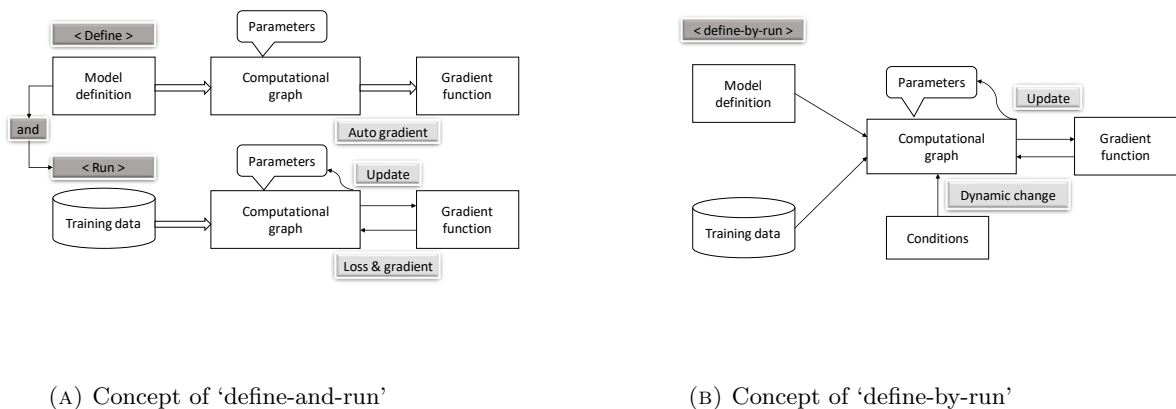 Parameters
< Define >
Model
definition
Computational
graph
Gradient
function
Auto gradient
and
< Run >
Parameters
Update
Training data
Computational
graph
Gradient
function
Loss & gradient
(A) Concept of ‘define-and-run’
< define-by-run >
Model
definition
Parameters
Update
Computational
graph
Gradient
function
Dynamic change
Training data
Conditions
(B) Concept of ‘define-by-run’